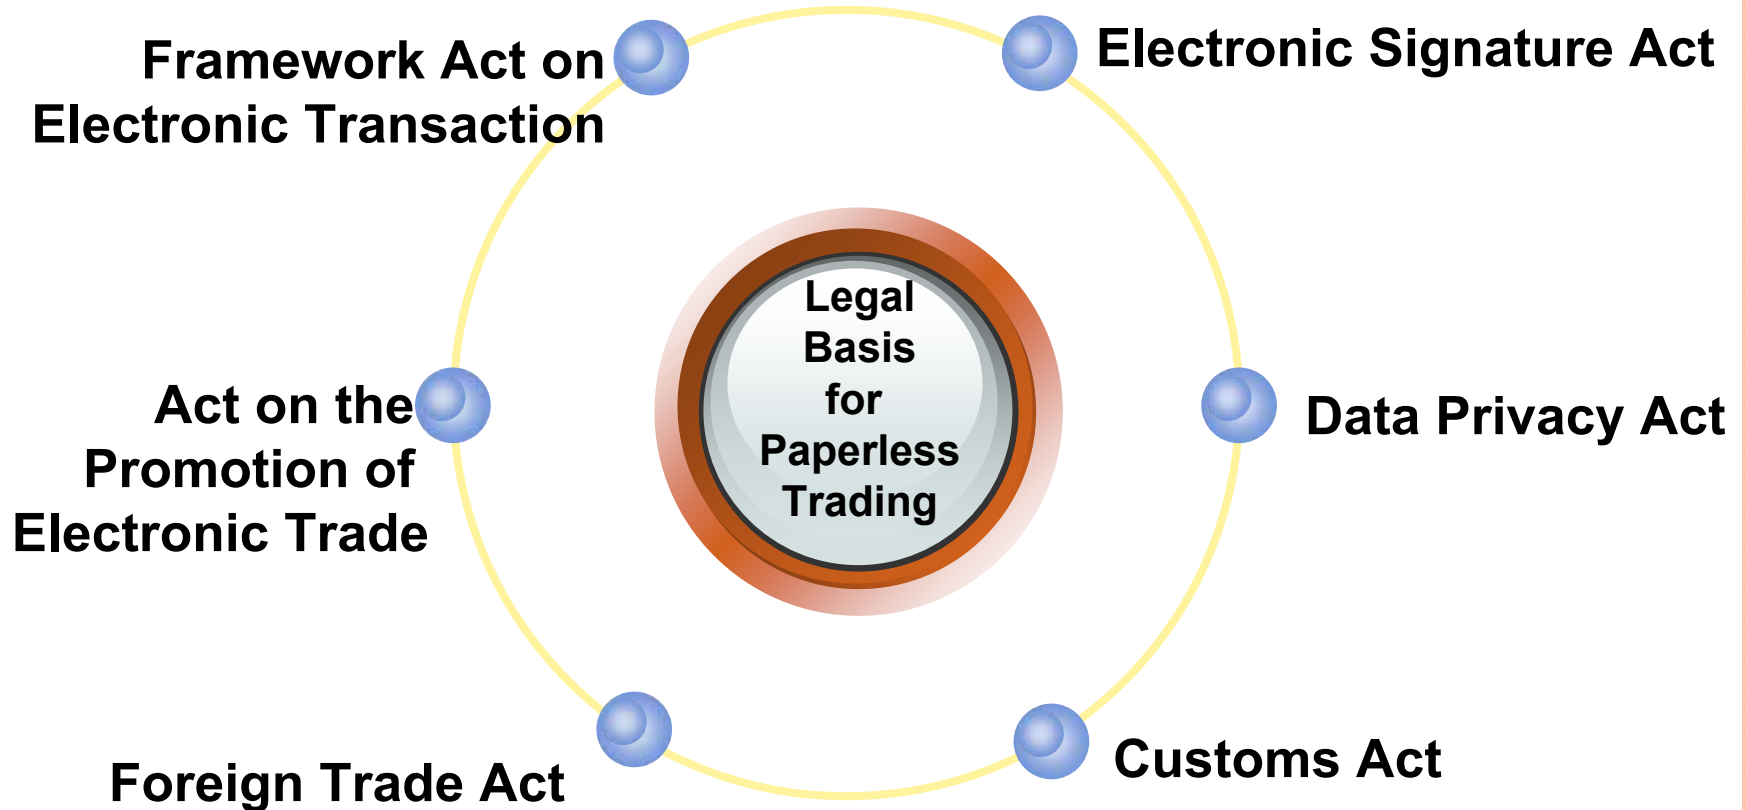 Framework Act on
Electronic Transaction
Electronic Signature Act
Legal
Basis
for
Paperless
Trading
Act on the
Promotion of
Electronic Trade
Data Privacy Act
Foreign Trade Act
Customs Act